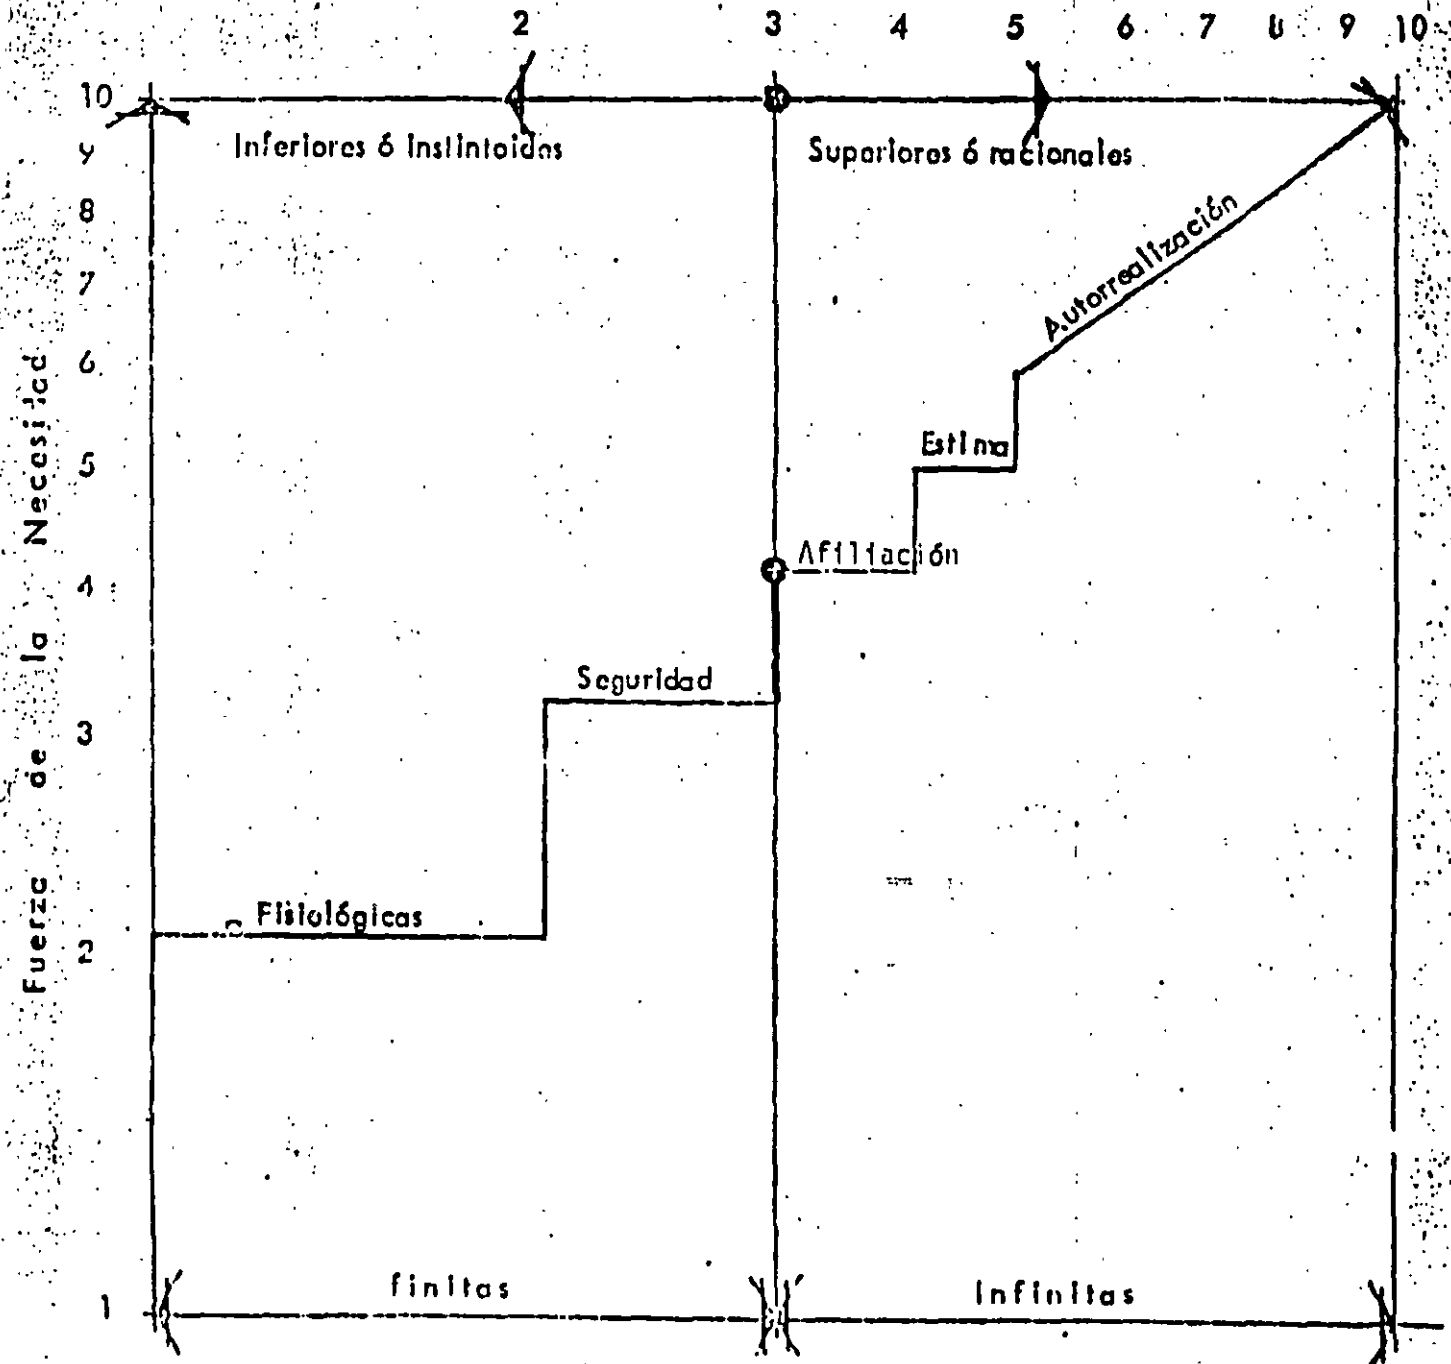 2 3 4 5 6 7 8 9 10
10
Inferiores ó Instintoidas
Superiores ó racionales
9
8
7
6
5
4
3
2
1
Fuerza de la Necesidad
Autorrealización
Estima
Afiliación
Seguridad
Fisiológicas
finitas
Infinitas